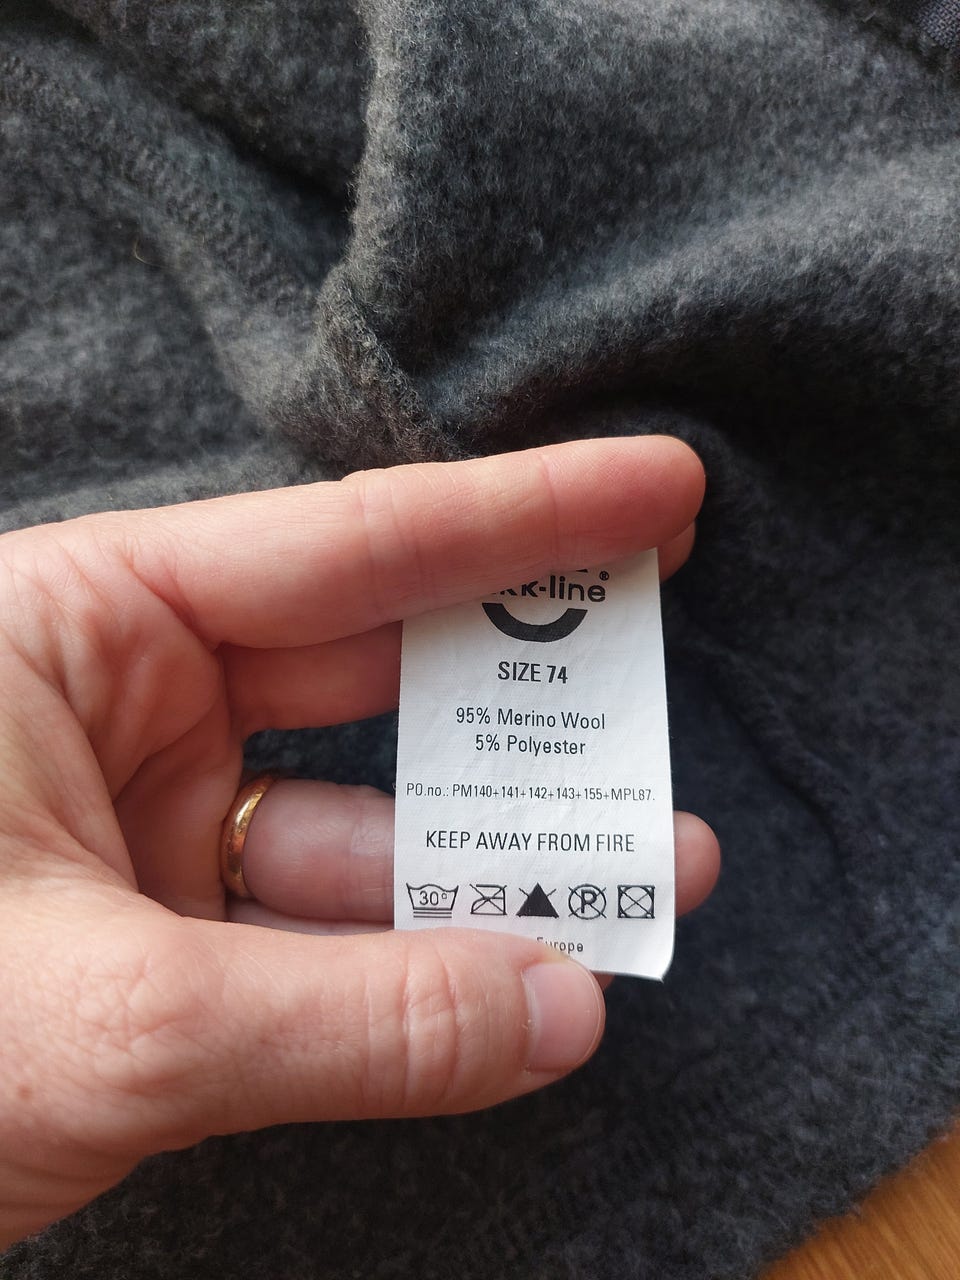 -line®
SIZE 74
95% Merino Wool
5% Polyester
PO.no.: PM140+141+142+143+155+MPL87.
KEEP AWAY FROM FIRE
30° P
Europe